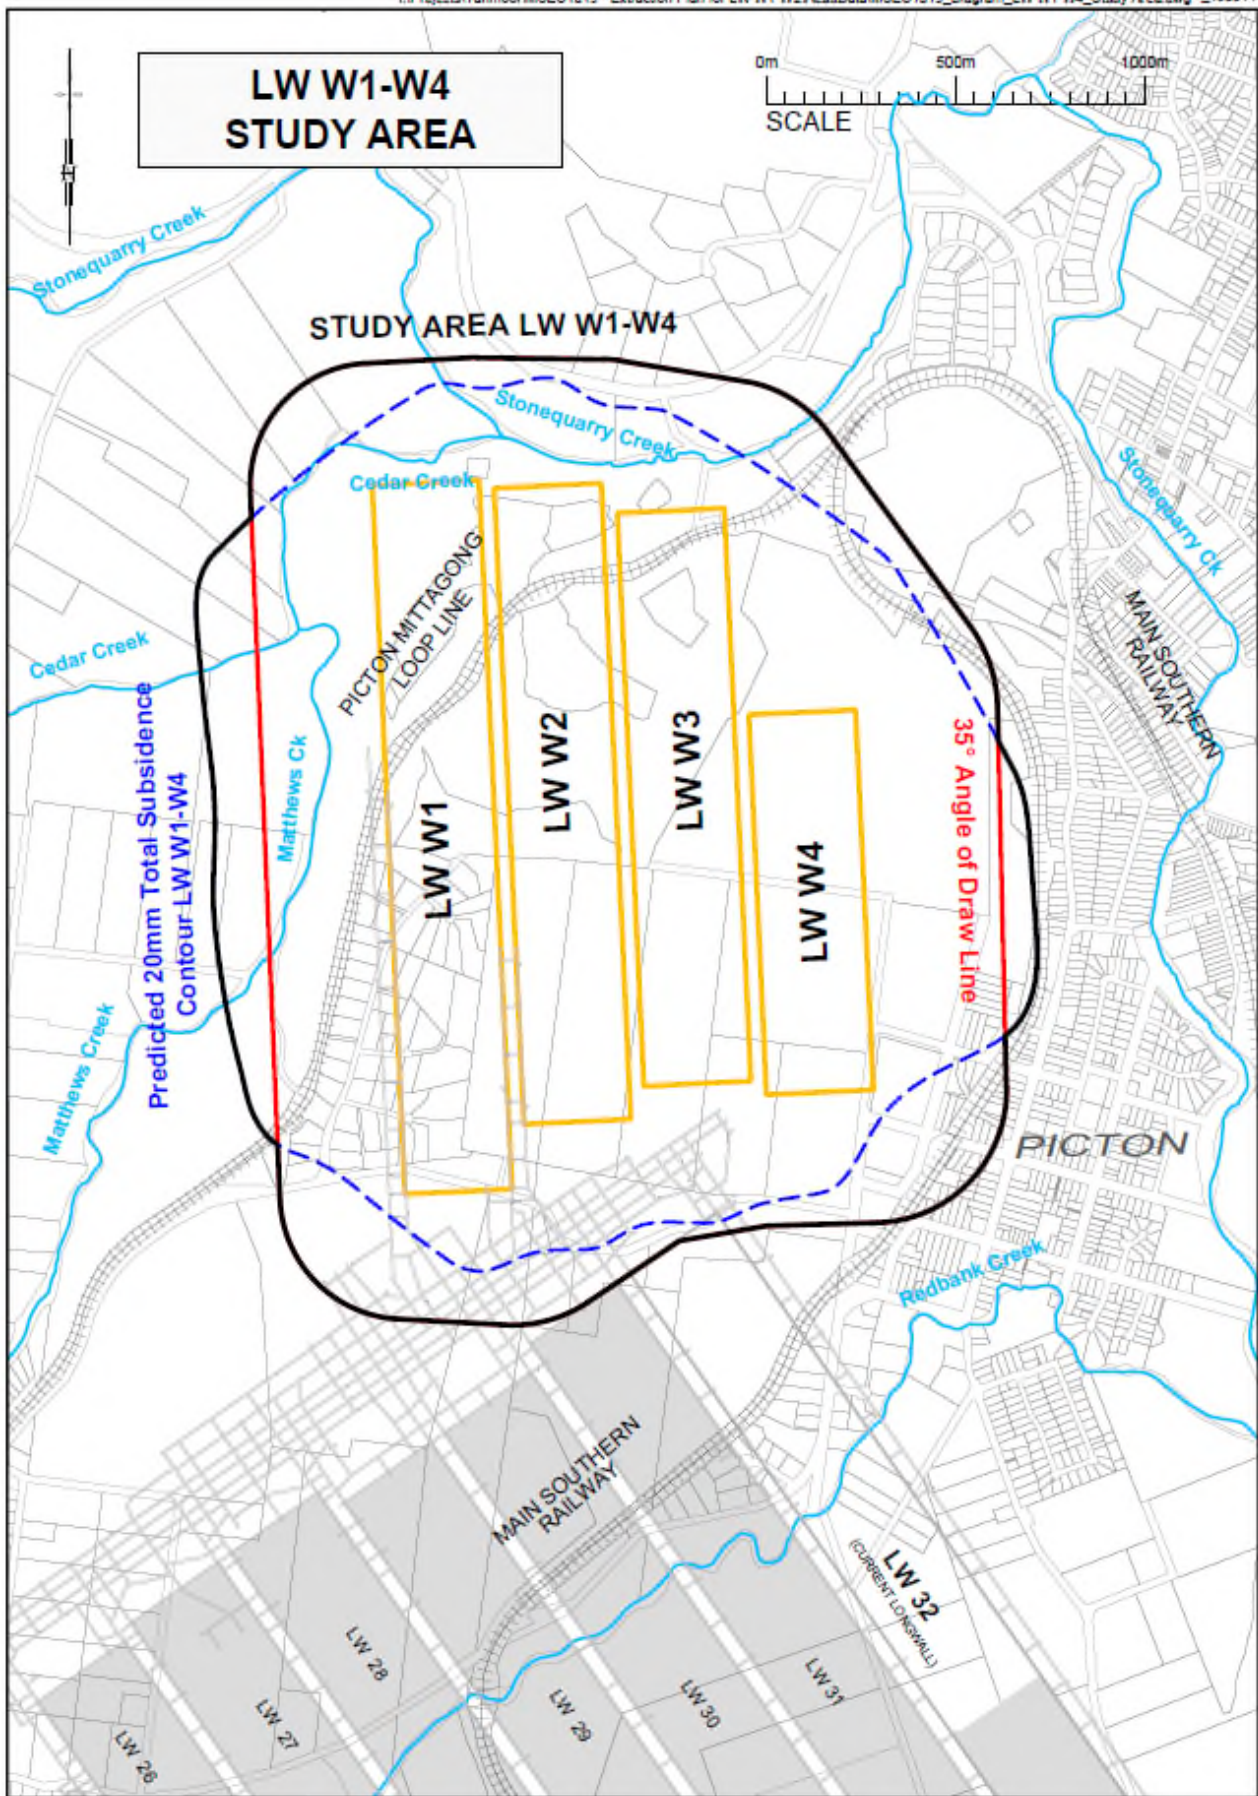 LW W1-W4
STUDY AREA
0m
500m
1000m
SCALE
Stonequarry Creek
STUDY AREA LW W1-W4
Stonequarry Creek
Cedar Creek
Stonequarry Ck
PICTON MITTAGONG
LOOP LINE
MAIN SOUTHERN
RAILWAY
Cedar Creek
Predicted 20mm Total Subsidence
Contour LW W1-W4
Matthews Ck
LW W1
LW W2
LW W3
LW W4
35° Angle of Draw Line
Matthews Creek
PICTON
Redbank Creek
MAIN SOUTHERN
RAILWAY
LW 32
(CURRENT LONGWALL)
LW 26
LW 27
LW 28
LW 29
LW 30
LW 31